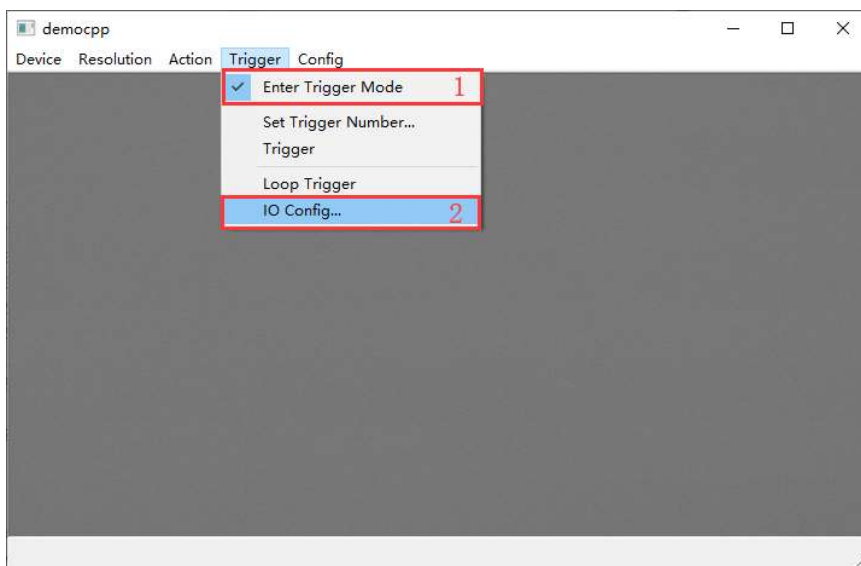 democpp
Device Resolution Action Trigger Config
Enter Trigger Mode 1
Set Trigger Number...
Trigger
Loop Trigger
IO Config... 2